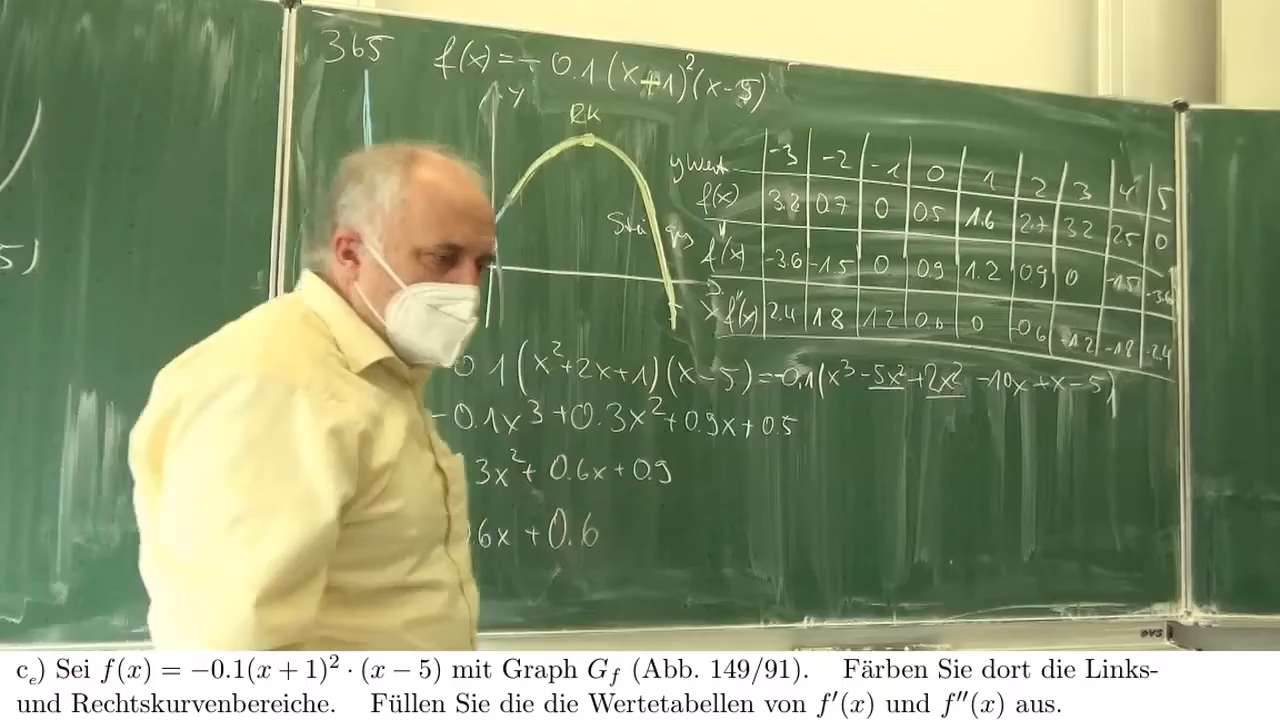 365 f(x) = - 0.1 (x+1)²(x-5)
5)
y
RK
y Wert -3 -2 -1 0 1 2 3 4 5
f(x) 3.2 0.7 0 0.5 1.6 2.7 3.2 2.5 0
f'(x) -3.6 -1.5 0 0.9 1.2 0.9 0 -1.5 -3.6
x f''(x) 2.4 1.8 1.2 0.6 0 -0.6 -1.2 -1.8 -2.4
0.1(x²+2x+1)(x-5) = -0.1(x³-5x²+2x²-10x+x-5)
-0.1x³+0.3x²+0.9x+0.5
3x²+0.6x+0.9
.6x+0.6
c_e) Sei f(x) = −0.1(x + 1)² · (x − 5) mit Graph G_f (Abb. 149/91). Färben Sie dort die Links-
und Rechtskurvenbereiche. Füllen Sie die die Wertetabellen von f′(x) und f″(x) aus.